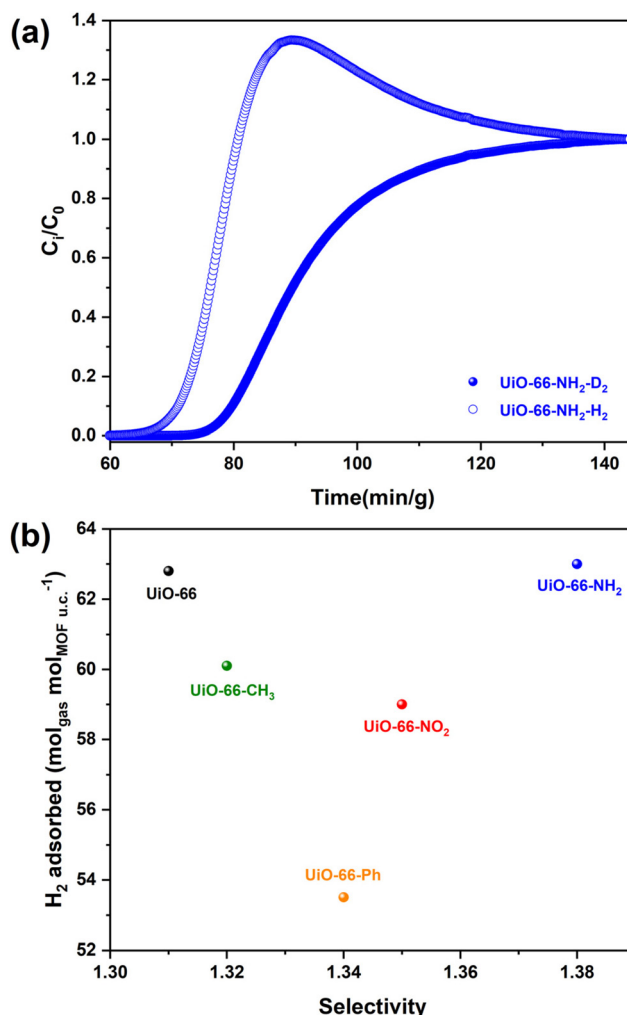 (a)
1.4
1.2
1.0
0.8
0.6
0.4
0.2
0.0
C_i/C_0
UiO-66-NH₂-D₂
UiO-66-NH₂-H₂
60 80 100 120 140
Time(min/g)
(b)
64
62
60
58
56
54
52
H₂ adsorbed (mol_gas mol_MOF u.c.⁻¹)
UiO-66
UiO-66-NH₂
UiO-66-CH₃
UiO-66-NO₂
UiO-66-Ph
1.30 1.32 1.34 1.36 1.38
Selectivity